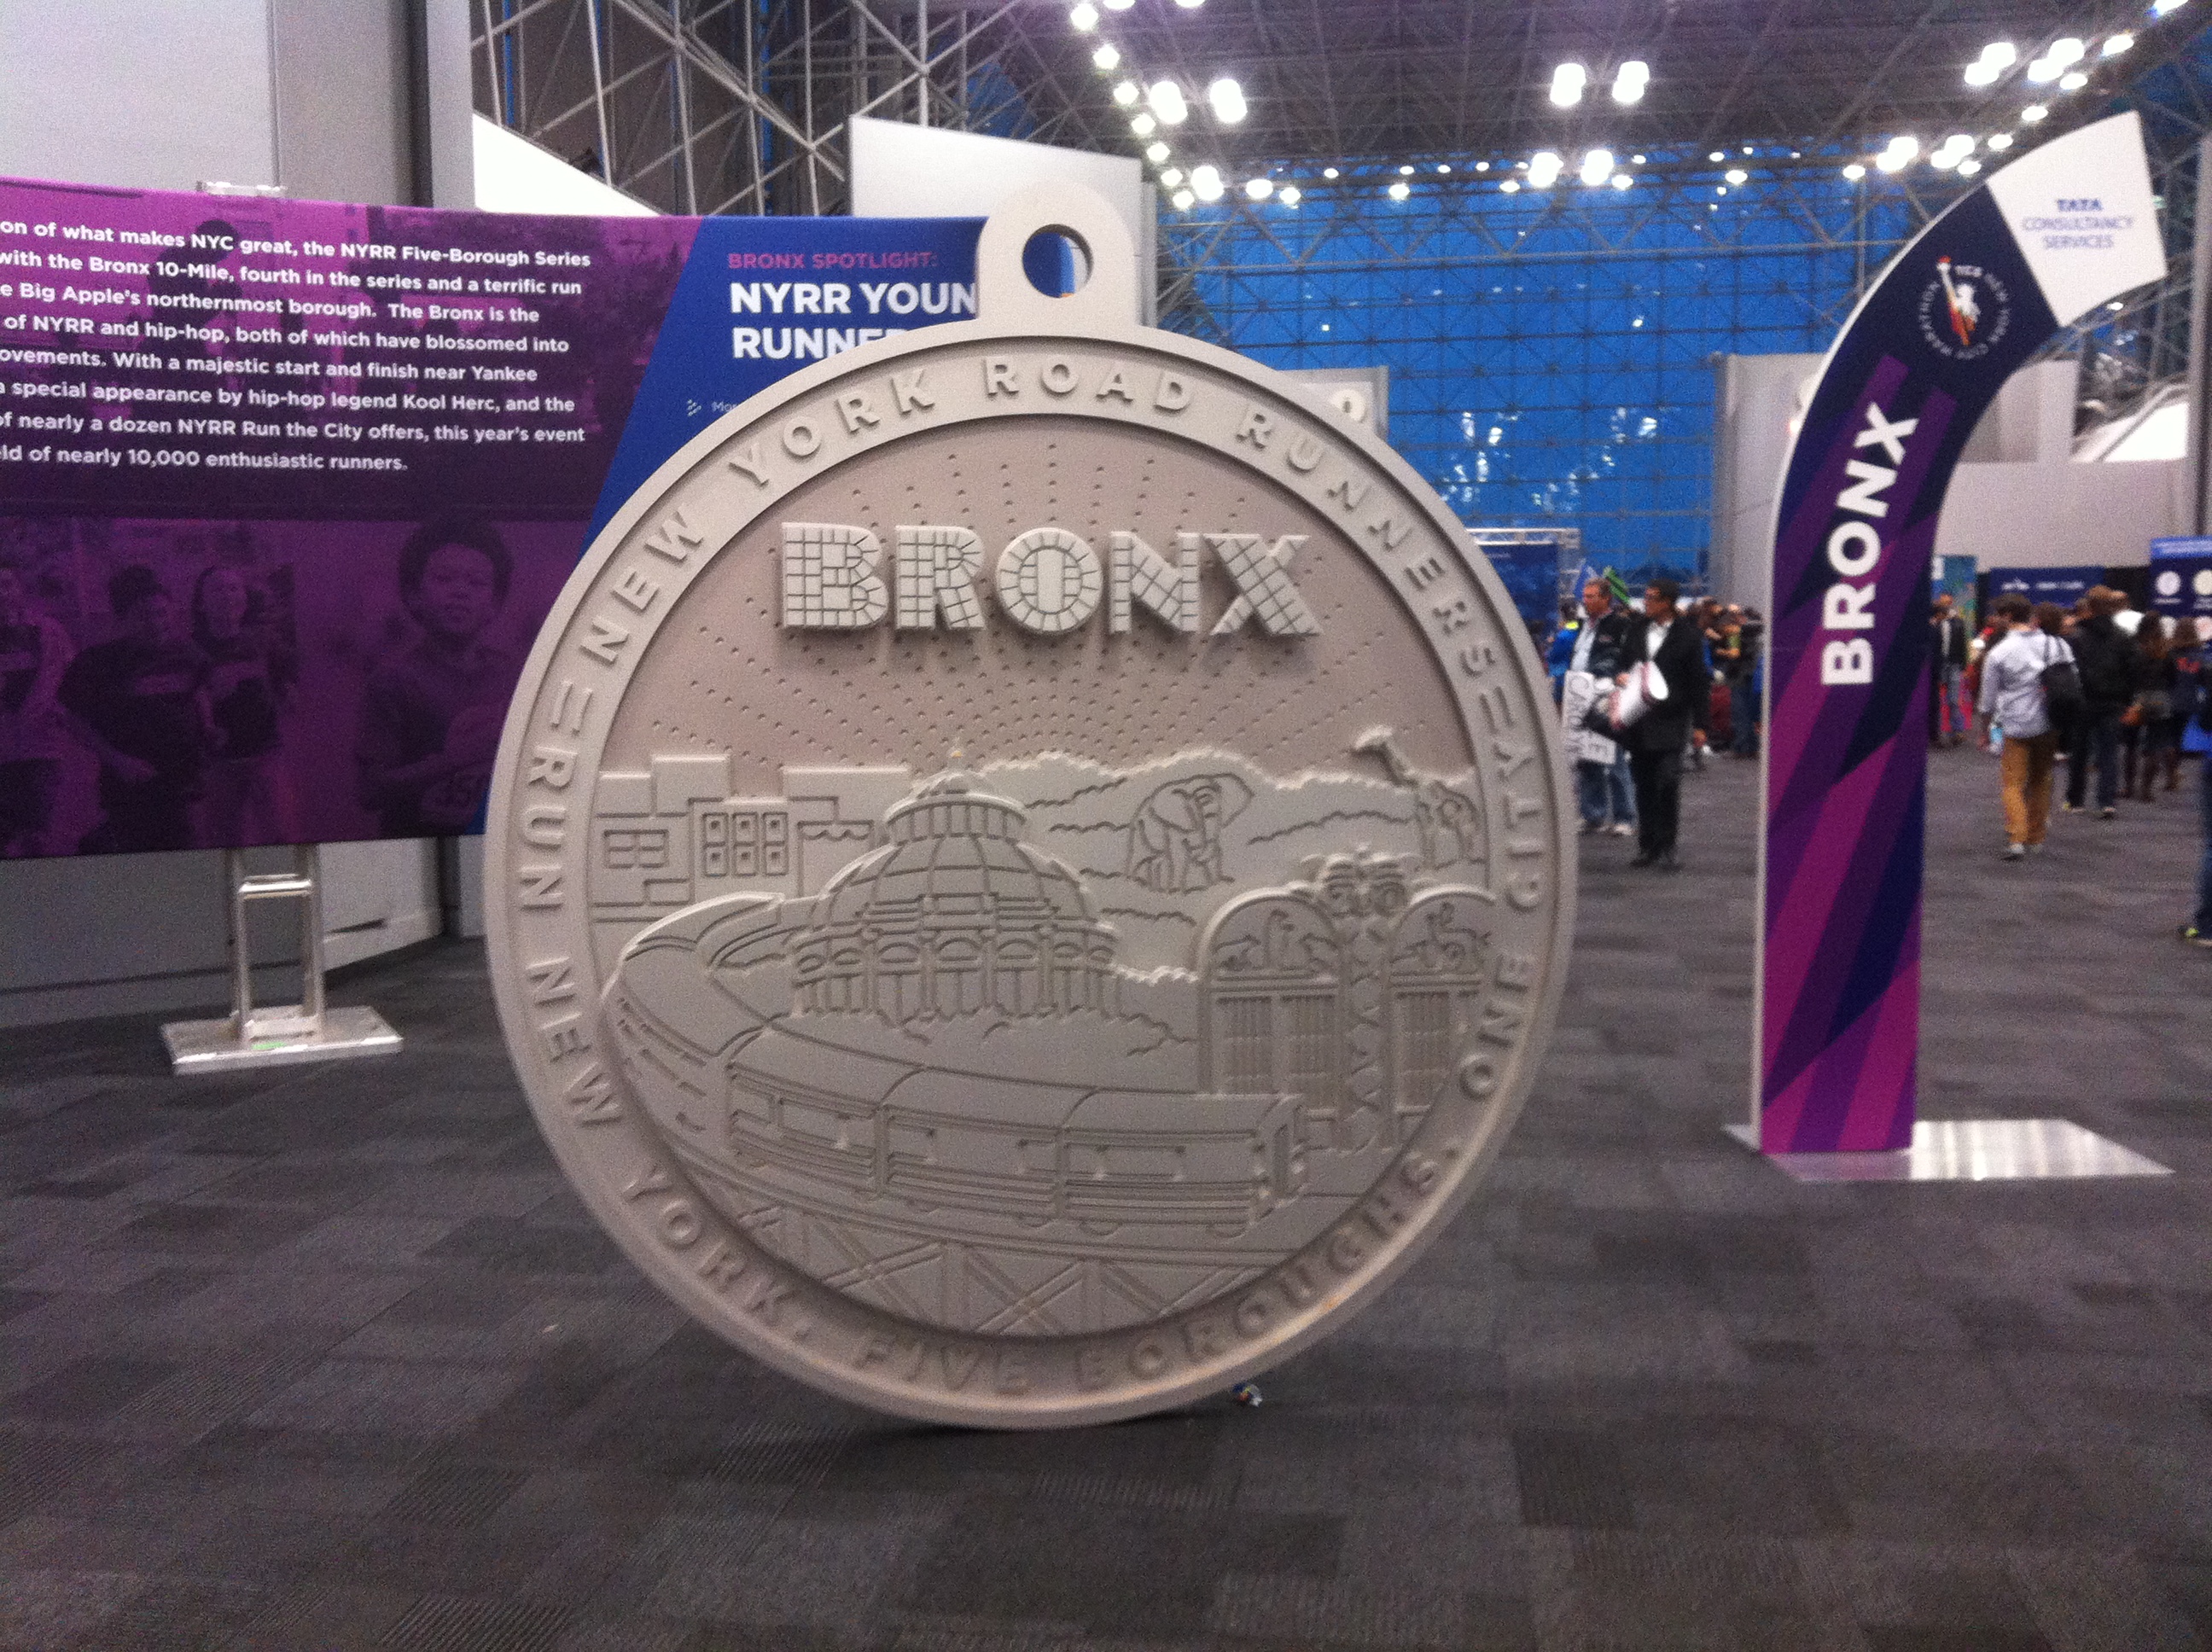 on of what makes NYC great, the NYRR Five-Borough Series
with the Bronx 10-Mile, fourth in the series and a terrific run
e Big Apple's northernmost borough. The Bronx is the
of NYRR and hip-hop, both of which have blossomed into
ovements. With a majestic start and finish near Yankee
a special appearance by hip-hop legend Kool Herc, and the
of nearly a dozen NYRR Run the City offers, this year's event
eld of nearly 10,000 enthusiastic runners.
BRONX SPOTLIGHT:
NYRR YOUN
RUNNE
NEW YORK ROAD RUNNERS
BRONX
RUN NEW YORK. FIVE BOROUGHS. ONE CITY.
TATA
CONSULTANCY
SERVICES
TCS NEW YORK CITY MARATHON
BRONX